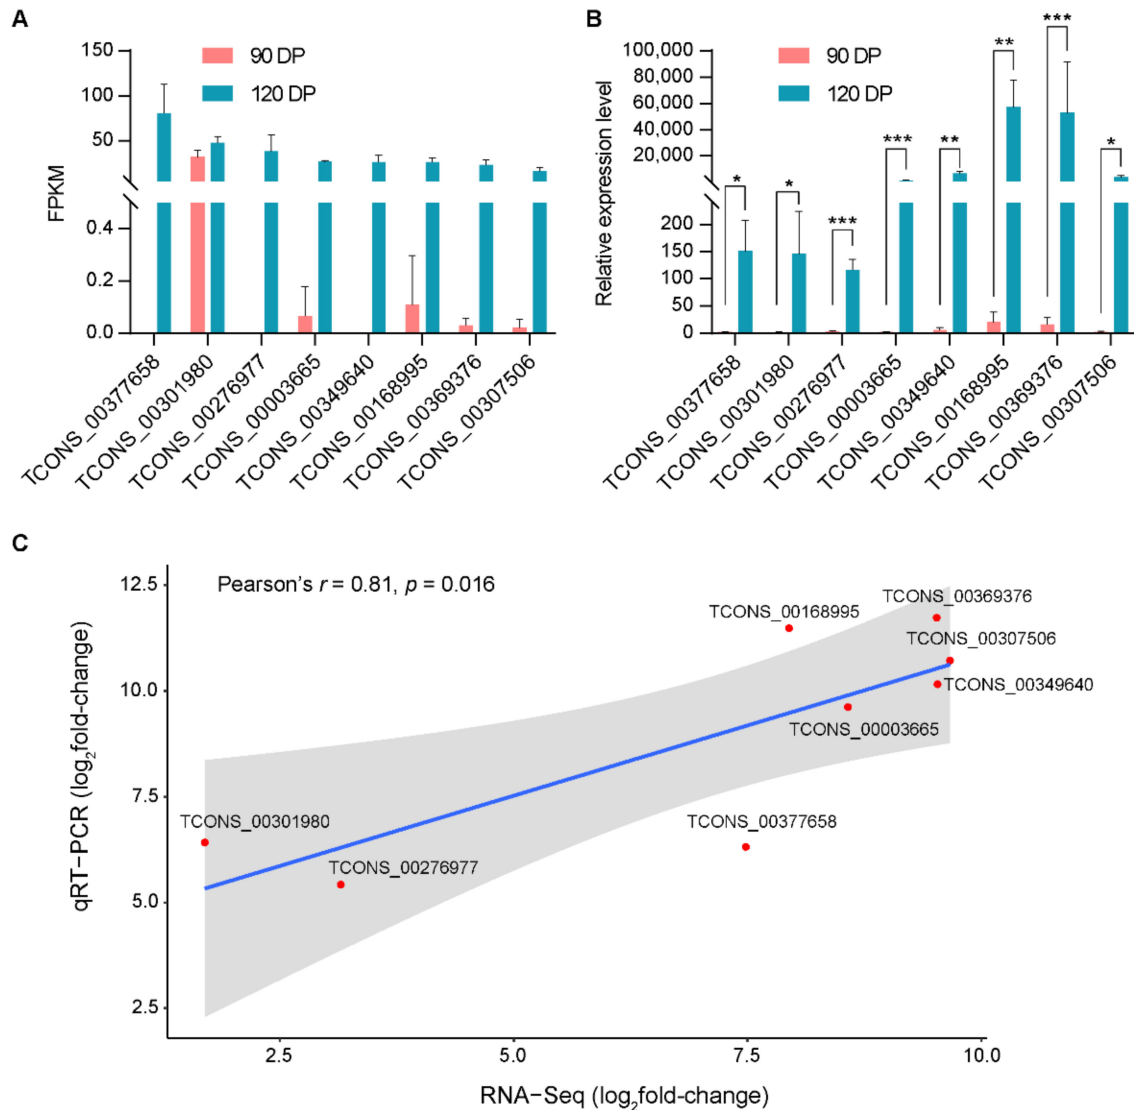 A
150
100
50
0.4
0.2
0.0
FPKM
90 DP
120 DP
TCONS_00377658
TCONS_00301980
TCONS_00276977
TCONS_00003665
TCONS_00349640
TCONS_00168995
TCONS_00369376
TCONS_00307506
B
100,000
80,000
60,000
40,000
20,000
200
150
100
50
0
Relative expression level
90 DP
120 DP
*
*
***
***
**
**
***
*
TCONS_00377658
TCONS_00301980
TCONS_00276977
TCONS_00003665
TCONS_00349640
TCONS_00168995
TCONS_00369376
TCONS_00307506
C
Pearson's r = 0.81, p = 0.016
12.5
10.0
7.5
5.0
2.5
qRT−PCR (log2fold-change)
TCONS_00369376
TCONS_00168995
TCONS_00307506
TCONS_00349640
TCONS_00003665
TCONS_00301980
TCONS_00377658
TCONS_00276977
2.5
5.0
7.5
10.0
RNA−Seq (log2fold-change)